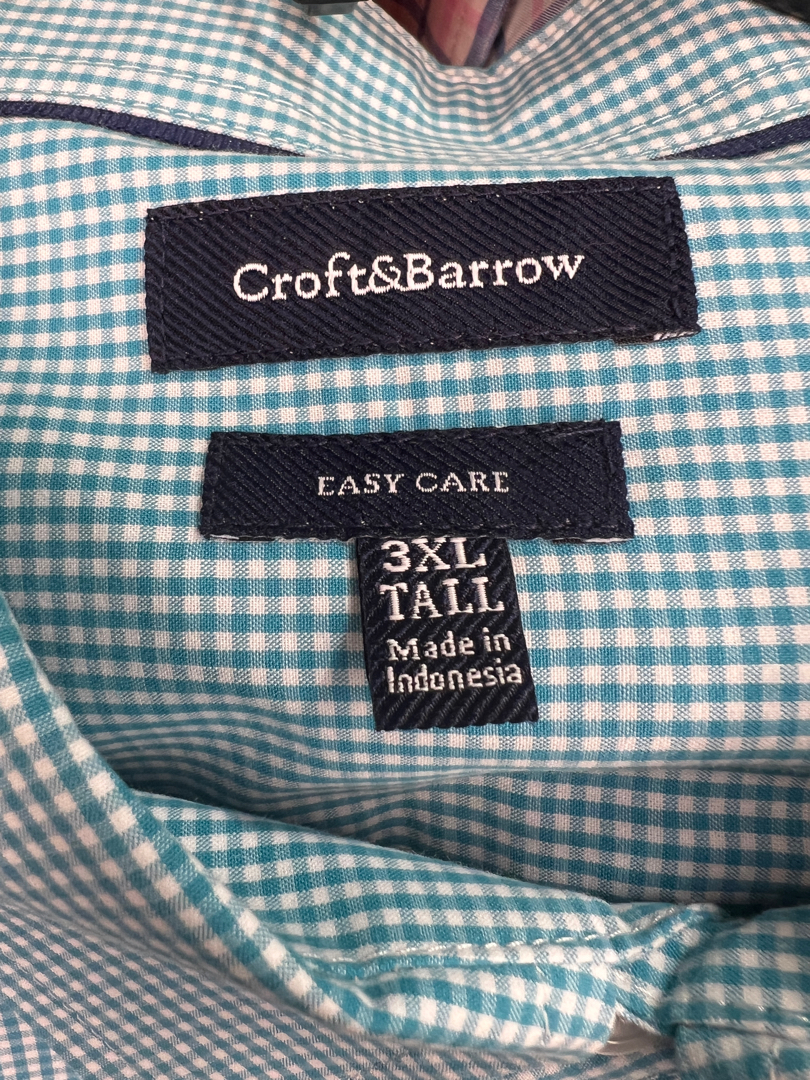 Croft&Barrow
EASY CARE
3XL
TALL
Made in
Indonesia